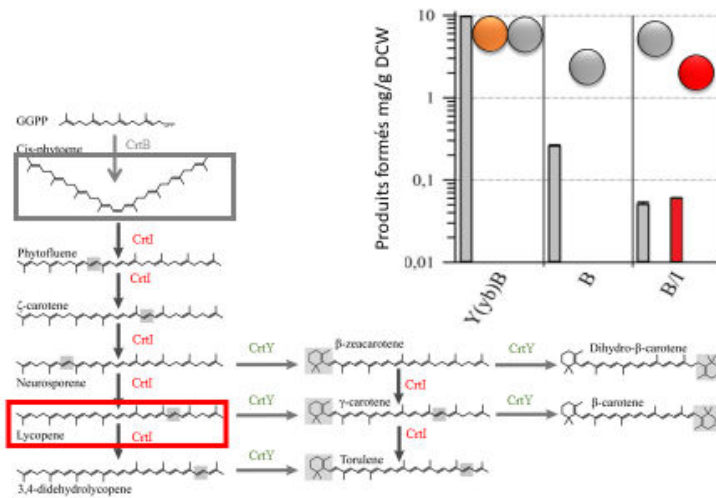 Produits formés mg/g DCW
10
1
0,1
0,01
Y(yb)B
B
B/I
GGPP
OPP
CrtB
Cis-phytoene
CrtI
Phytofluene
CrtI
ζ-carotene
CrtI
β-zeacarotene
CrtY
CrtY
Dihydro-β-carotene
Neurosporene
CrtI
CrtI
CrtY
γ-carotene
CrtY
β-carotene
Lycopene
CrtI
CrtI
CrtY
Torulene
3,4-didehydrolycopene